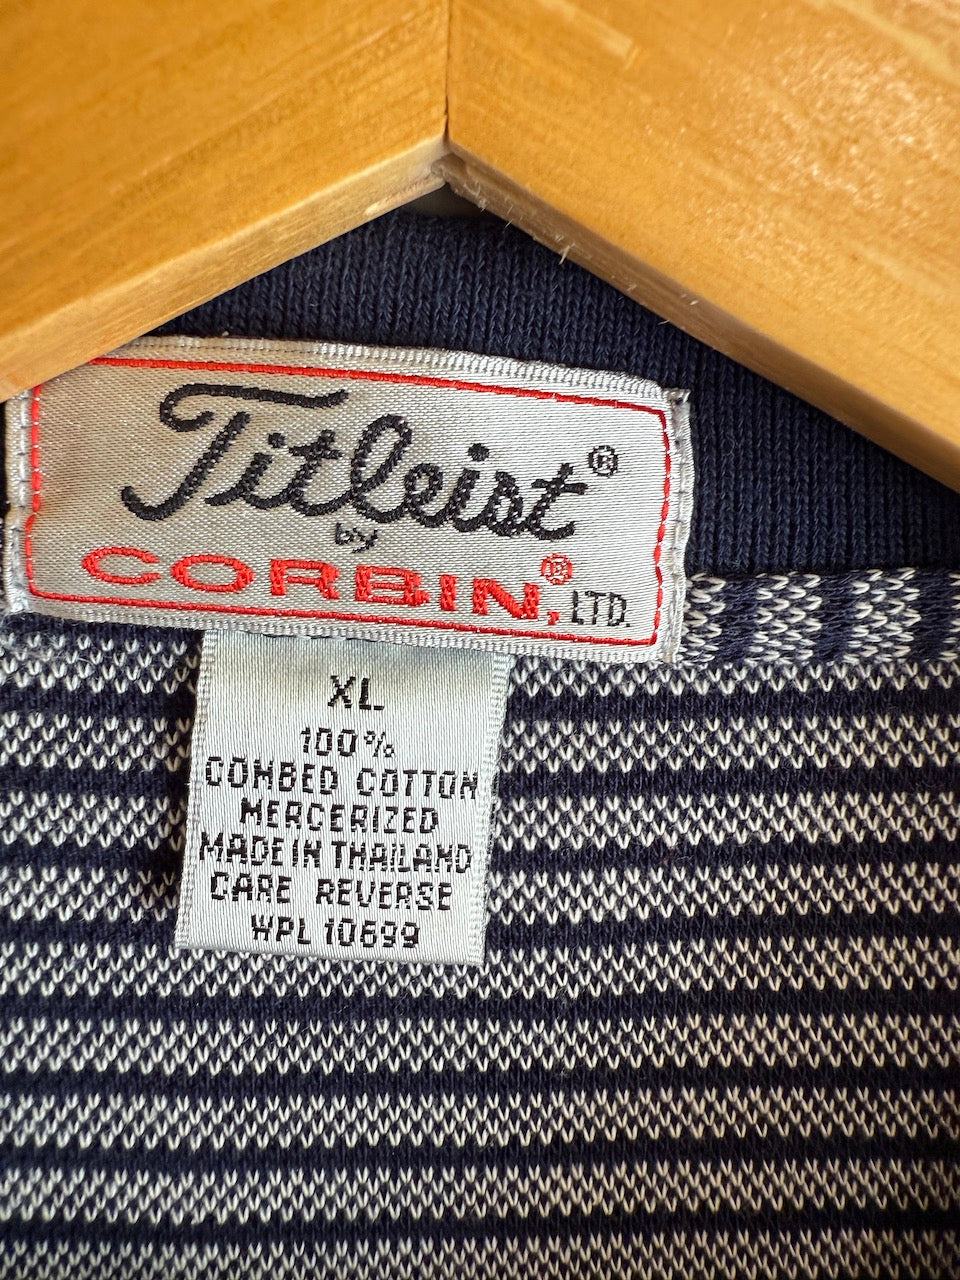 Titleist®
by
CORBIN,® LTD.
XL
100%
COMBED COTTON
MERCERIZED
MADE IN THAILAND
CARE REVERSE
WPL 10699